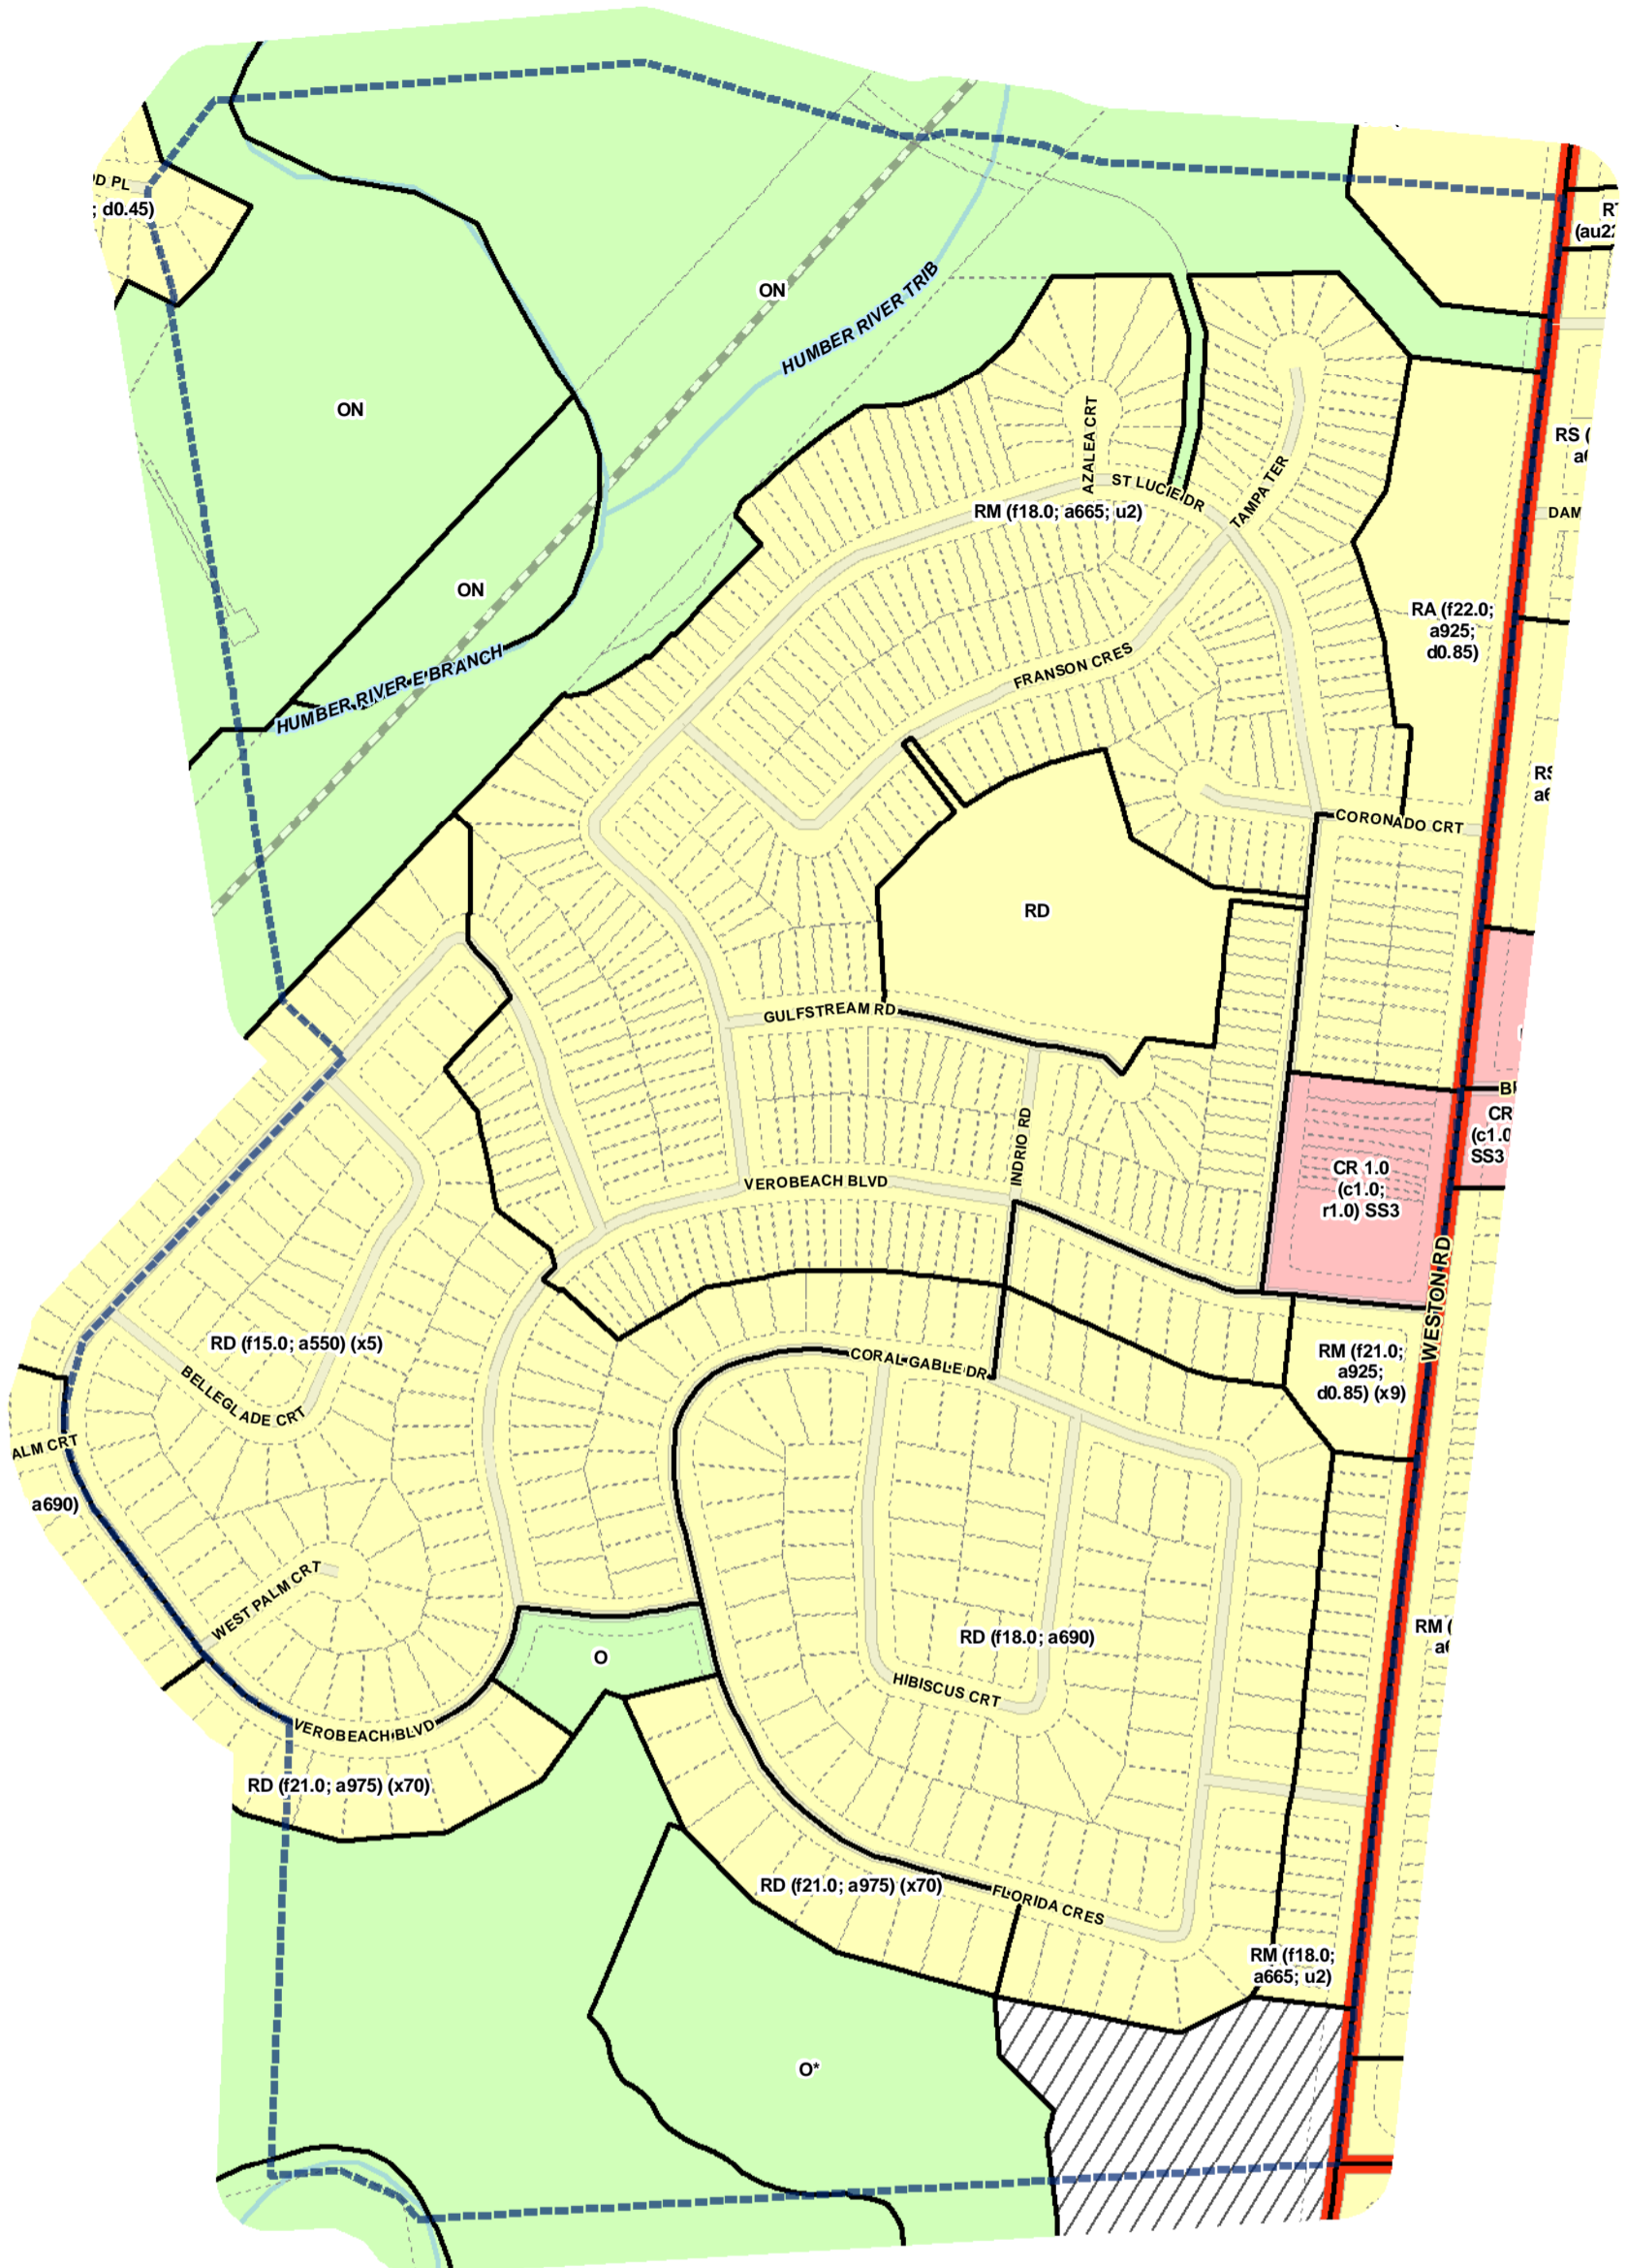 D PL
; d0.45)
(au22
ON
HUMBER RIVER TRIB
ON
RS (
AZALEA CRT
ST LUCIE DR
TAMPA TER
RM (f18.0; a665; u2)
DAM
ON
RA (f22.0;
a925;
d0.85)
HUMBER RIVER E BRANCH
FRANSON CRES
CORONADO CRT
RD
GULFSTREAM RD
INDRIO RD
CR
(c1.0
SS3
VEROBEACH BLVD
CR 1.0
(c1.0;
r1.0) SS3
WESTON RD
RD (f15.0; a550) (x5)
CORAL GABLE DR
RM (f21.0;
a925;
d0.85) (x9)
BELLEGLADE CRT
ALM CRT
a690)
WEST PALM CRT
RM (
O
RD (f18.0; a690)
HIBISCUS CRT
VEROBEACH BLVD
RD (f21.0; a975) (x70)
RD (f21.0; a975) (x70)
FLORIDA CRES
RM (f18.0;
a665; u2)
O*